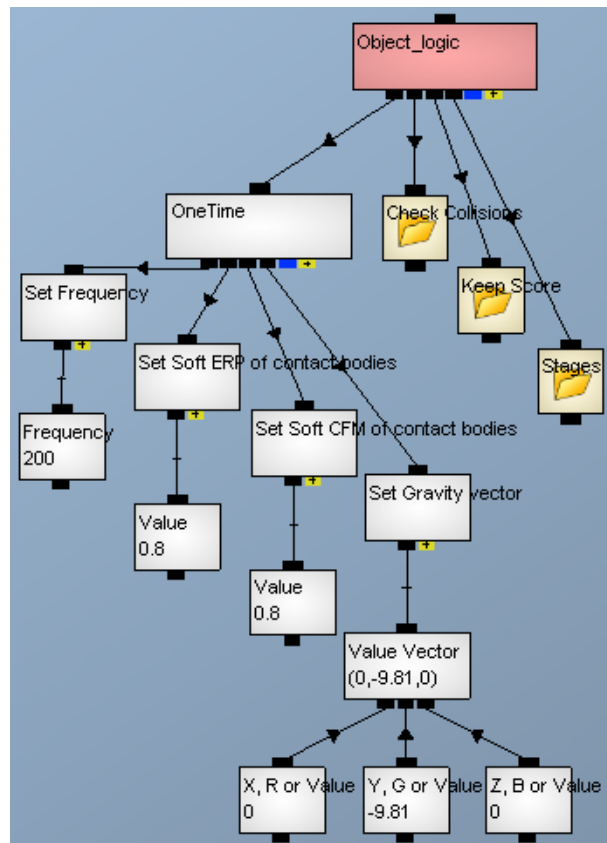 Object_logic
OneTime
Check Collisions
Keep Score
Stages
Set Frequency
Set Soft ERP of contact bodies
Set Soft CFM of contact bodies
Set Gravity vector
Frequency
200
Value
0.8
Value
0.8
Value Vector
(0,-9.81,0)
X, R or Value
0
Y, G or Value
-9.81
Z, B or Value
0